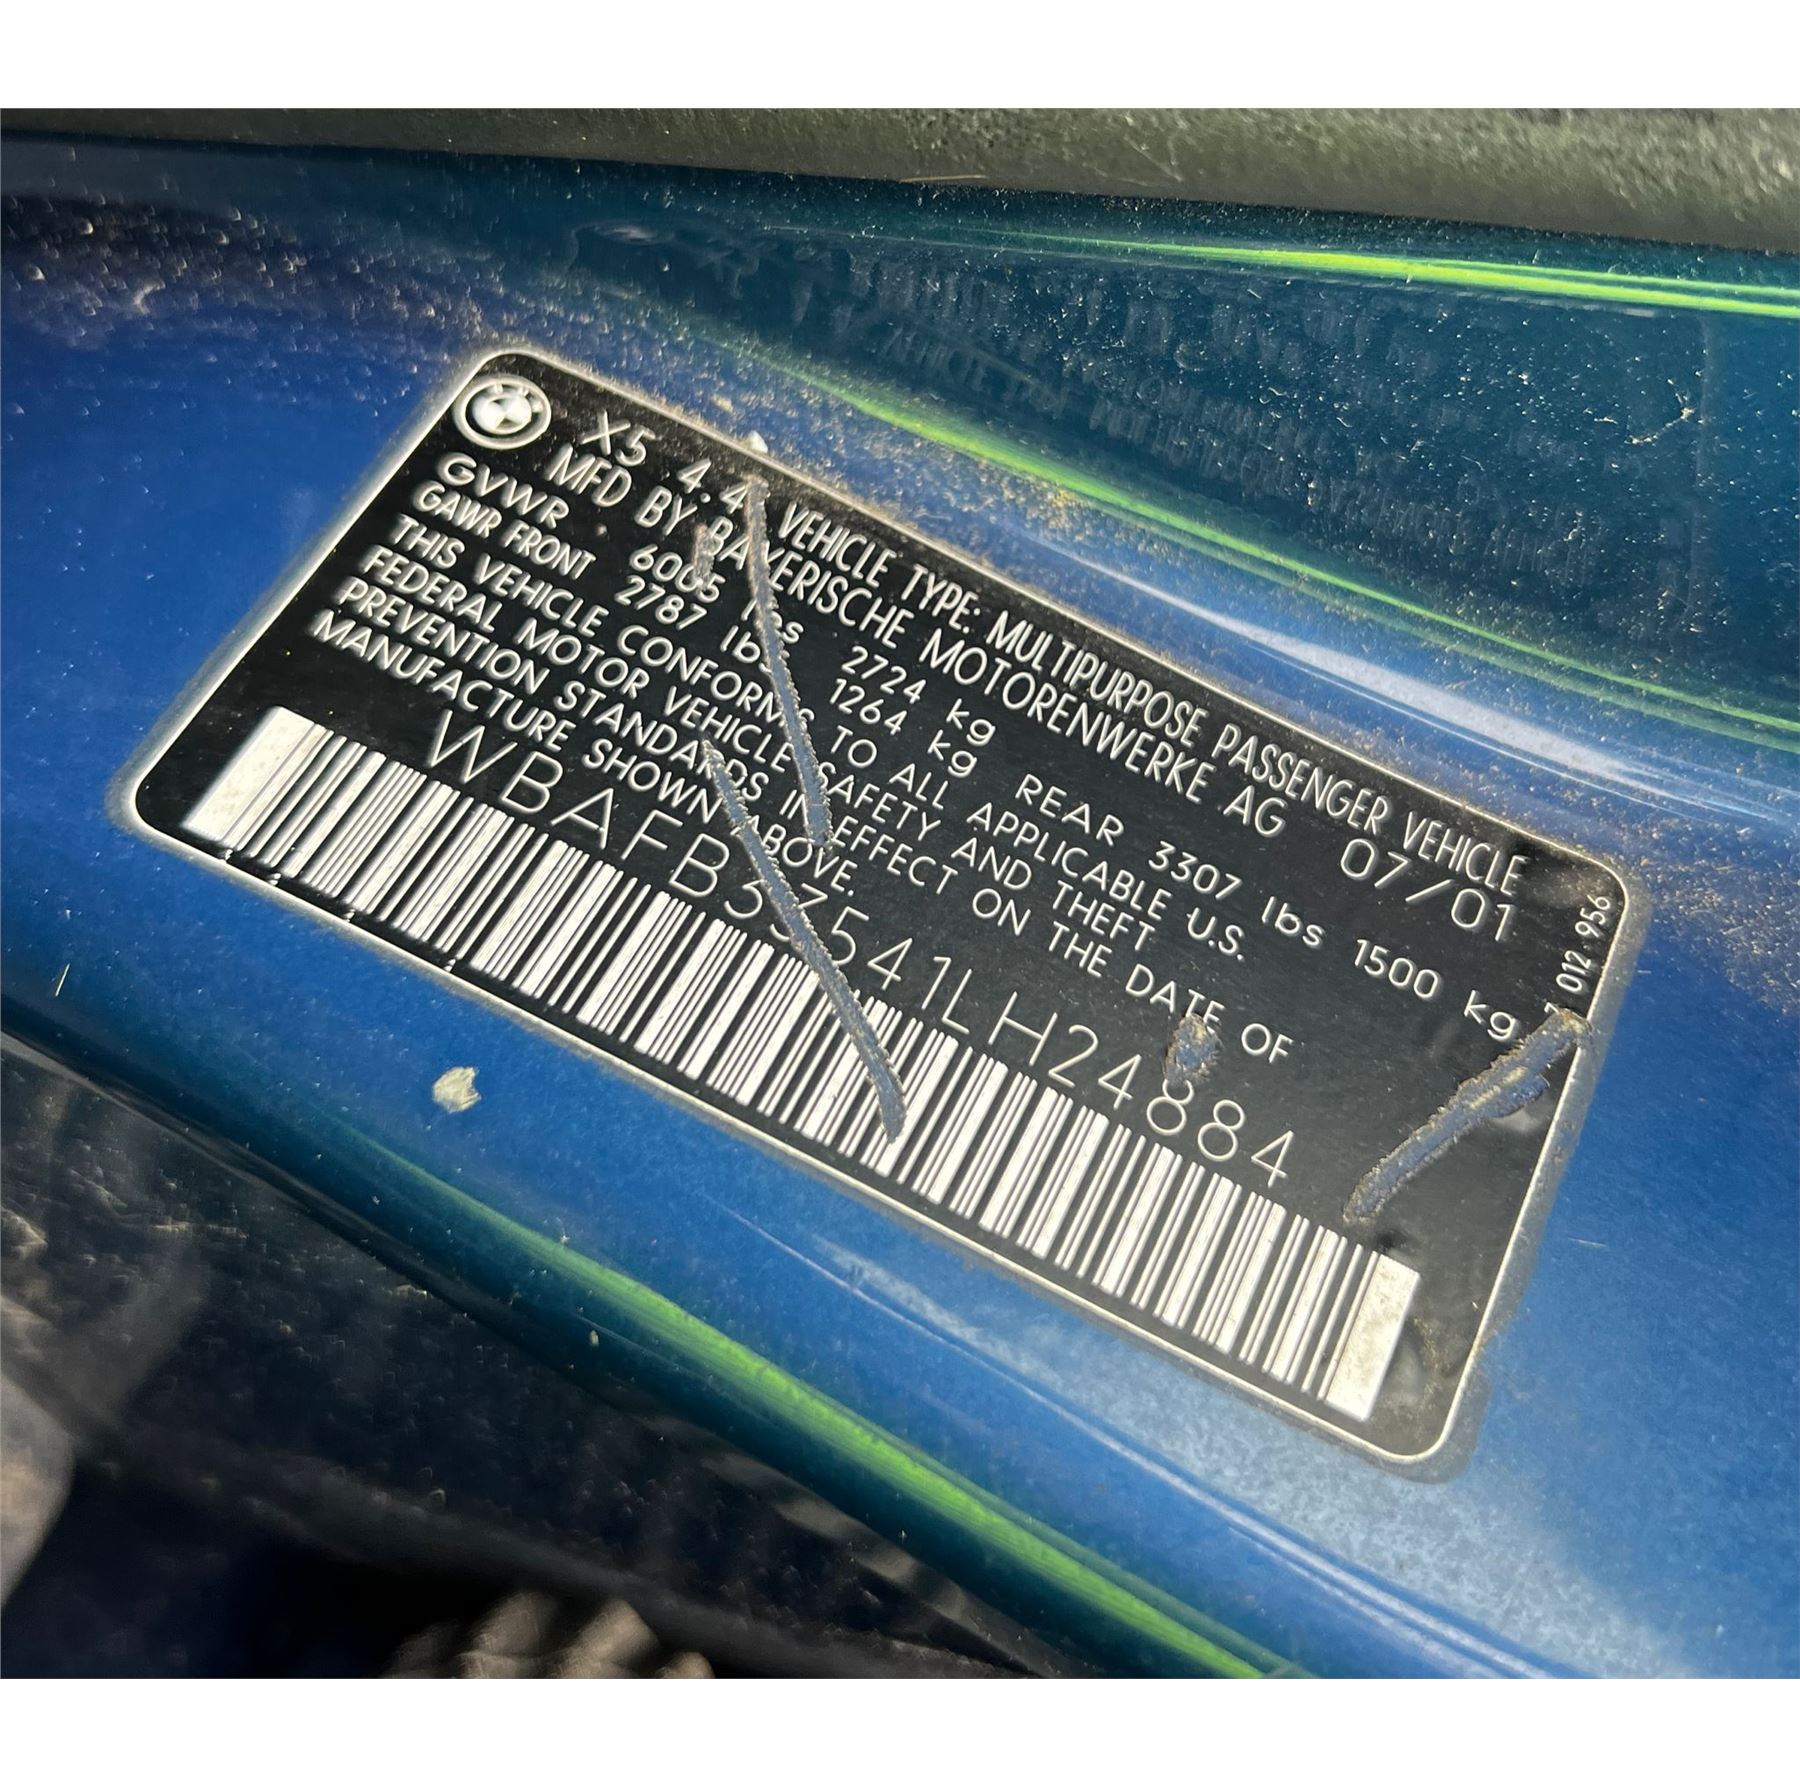 X5 4.4 VEHICLE TYPE: MULTIPURPOSE PASSENGER VEHICLE
MFD BY BAYERISCHE MOTORENWERKE AG 07/01
GVWR 6005 lbs 2724 kg
GAWR FRONT 2787 lbs 1264 kg REAR 3307 lbs 1500 kg
THIS VEHICLE CONFORMS TO ALL APPLICABLE U.S.
FEDERAL MOTOR VEHICLE SAFETY AND THEFT
PREVENTION STANDARDS IN EFFECT ON THE DATE OF
MANUFACTURE SHOWN ABOVE.
WBAFB33541LH24884
7 012 956